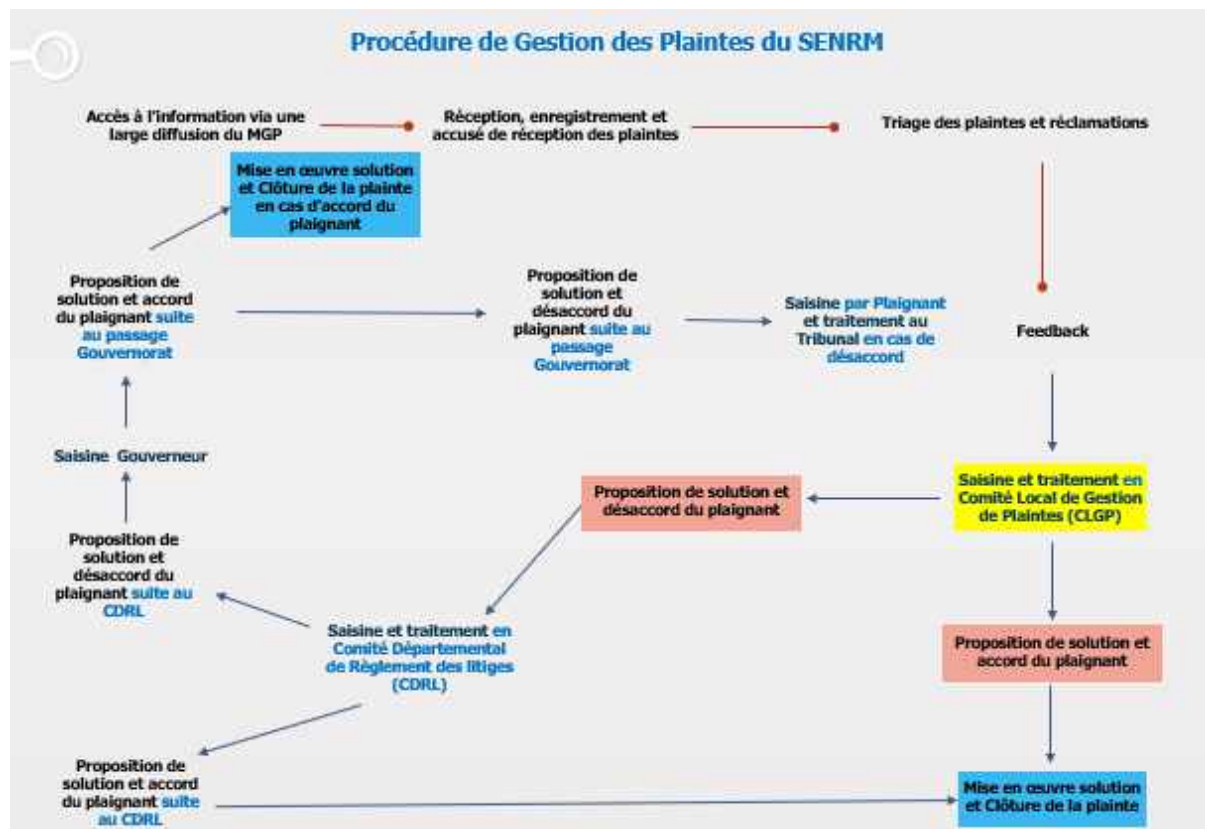 Procédure de Gestion des Plaintes du SENRM
Accès à l'information via une
large diffusion du MGP
Réception, enregistrement et
accusé de réception des plaintes
Triage des plaintes et réclamations
Mise en œuvre solution
et Clôture de la plainte
en cas d'accord du
plaignant
Proposition de
solution et accord
du plaignant suite
au passage
Gouvernorat
Proposition de
solution et
désaccord du
plaignant suite au
passage
Gouvernorat
Saisine par Plaignant
et traitement au
Tribunal en cas de
désaccord
Feedback
Saisine Gouverneur
Proposition de solution et
désaccord du plaignant
Saisine et traitement en
Comité Local de Gestion
de Plaintes (CLGP)
Proposition de
solution et
désaccord du
plaignant suite au
CDRL
Saisine et traitement en
Comité Départemental
de Règlement des litiges
(CDRL)
Proposition de solution et
accord du plaignant
Proposition de
solution et accord
du plaignant suite
au CDRL
Mise en œuvre solution
et Clôture de la plainte